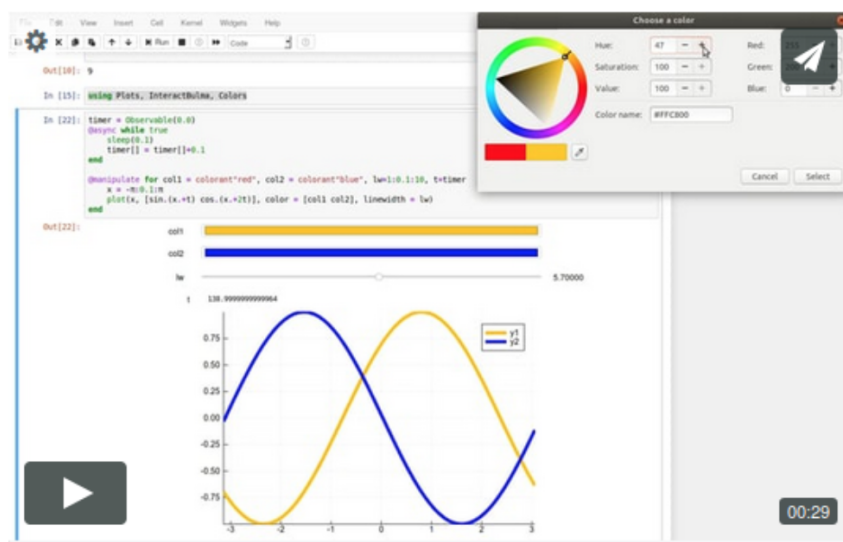 Edit View Insert Cell Kernel Widgets Help
Run Code
Choose a color
Hue: 47 - + Red:
Saturation: 100 - + Green:
Value: 100 - + Blue: 0 - +
Color name: #FFC800
Cancel Select
Out[10]: 9
In [15]: using Plots, InteractBulma, Colors
In [22]: timer = Observable(0.0)
@async while true
sleep(0.1)
timer[] = timer[]+0.1
end
@manipulate for col1 = colorant"red", col2 = colorant"blue", lw=1:0.1:10, t=timer
x = -π:0.1:π
plot(x, [sin.(x.+t) cos.(x.+2t)], color = [col1 col2], linewidth = lw)
end
Out[22]:
col1
col2
lw 5.70000
t 138.9999999999964
y1
y2
0.75
0.50
0.25
0.00
-0.25
-0.50
-0.75
-3 -2 -1 0 1 2 3
00:29